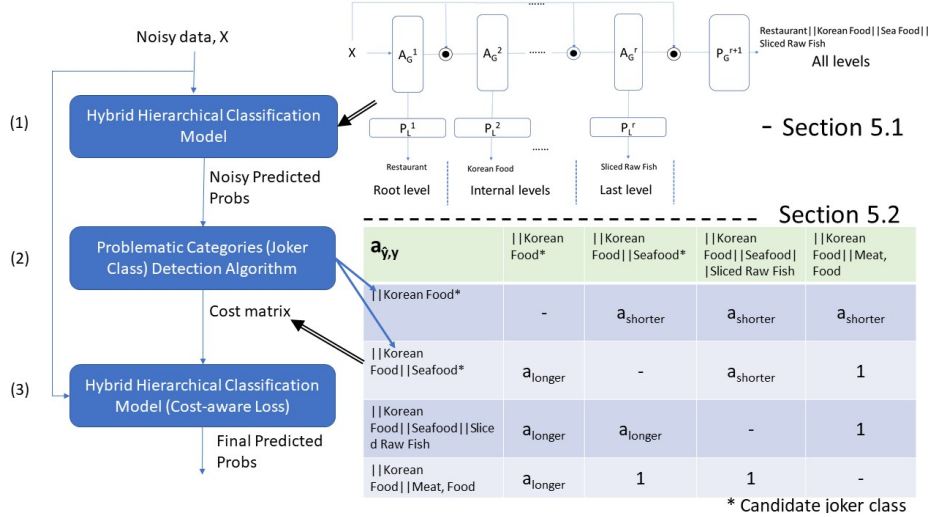 Noisy data, X
(1)
Hybrid Hierarchical Classification
Model
Noisy Predicted
Probs
(2)
Problematic Categories (Joker
Class) Detection Algorithm
Cost matrix
(3)
Hybrid Hierarchical Classification
Model (Cost-aware Loss)
Final Predicted
Probs
......
X
A_G^1
A_G^2
......
A_G^r
P_G^{r+1}
Restaurant||Korean Food||Sea Food||
Sliced Raw Fish
All levels
P_L^1
P_L^2
P_L^r
......
Restaurant
Korean Food
Sliced Raw Fish
Root level
Internal levels
Last level
- Section 5.1
Section 5.2
a_{ŷ,y}
||Korean
Food*
||Korean
Food||Seafood*
||Korean
Food||Seafood|
|Sliced Raw Fish
||Korean
Food||Meat,
Food
||Korean Food*
-
a_shorter
a_shorter
a_shorter
||Korean
Food||Seafood*
a_longer
-
a_shorter
1
||Korean
Food||Seafood||Slice
d Raw Fish
a_longer
a_longer
-
1
||Korean
Food||Meat, Food
a_longer
1
1
-
* Candidate joker class